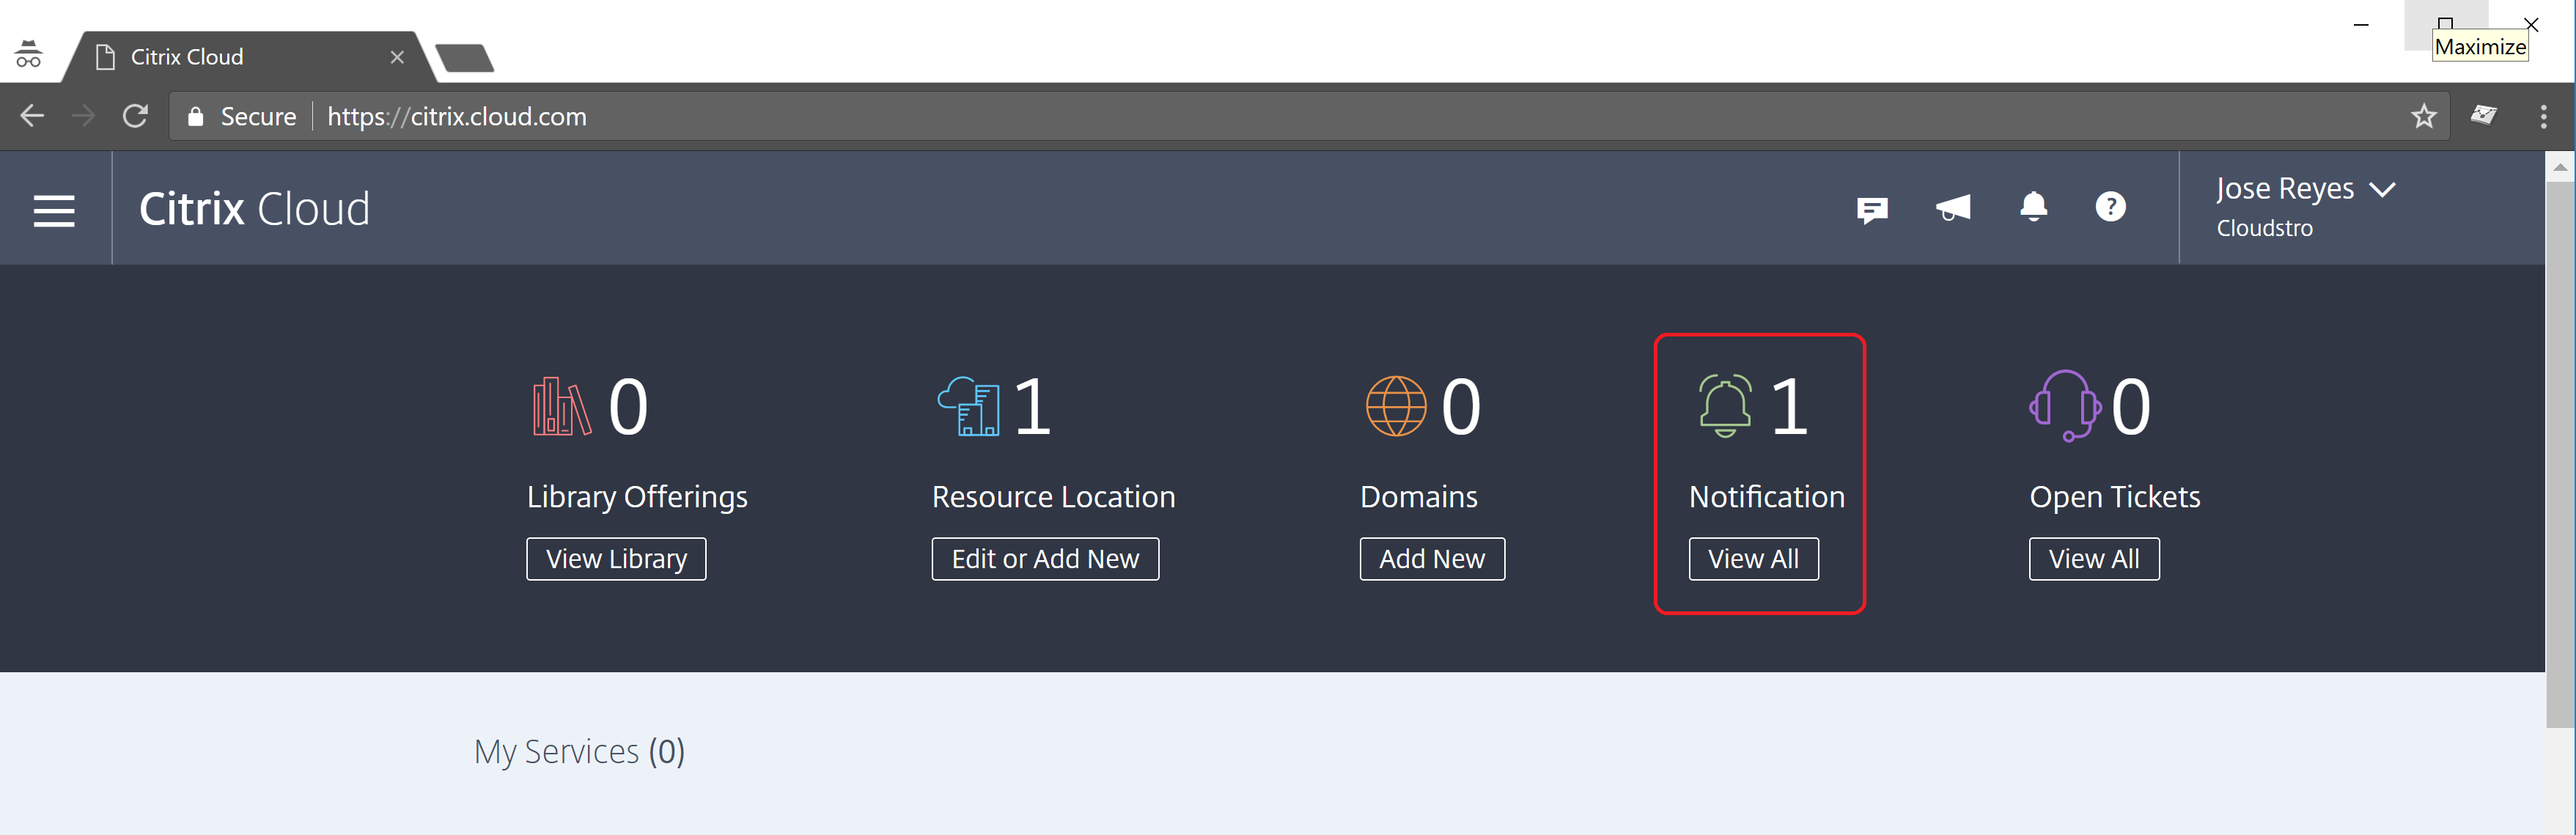 Maximize
Citrix Cloud
Secure
https://citrix.cloud.com
Citrix Cloud
?
Jose Reyes
Cloudstro
0
1
0
1
0
Library Offerings
Resource Location
Domains
Notification
Open Tickets
View Library
Edit or Add New
Add New
View All
View All
My Services (0)